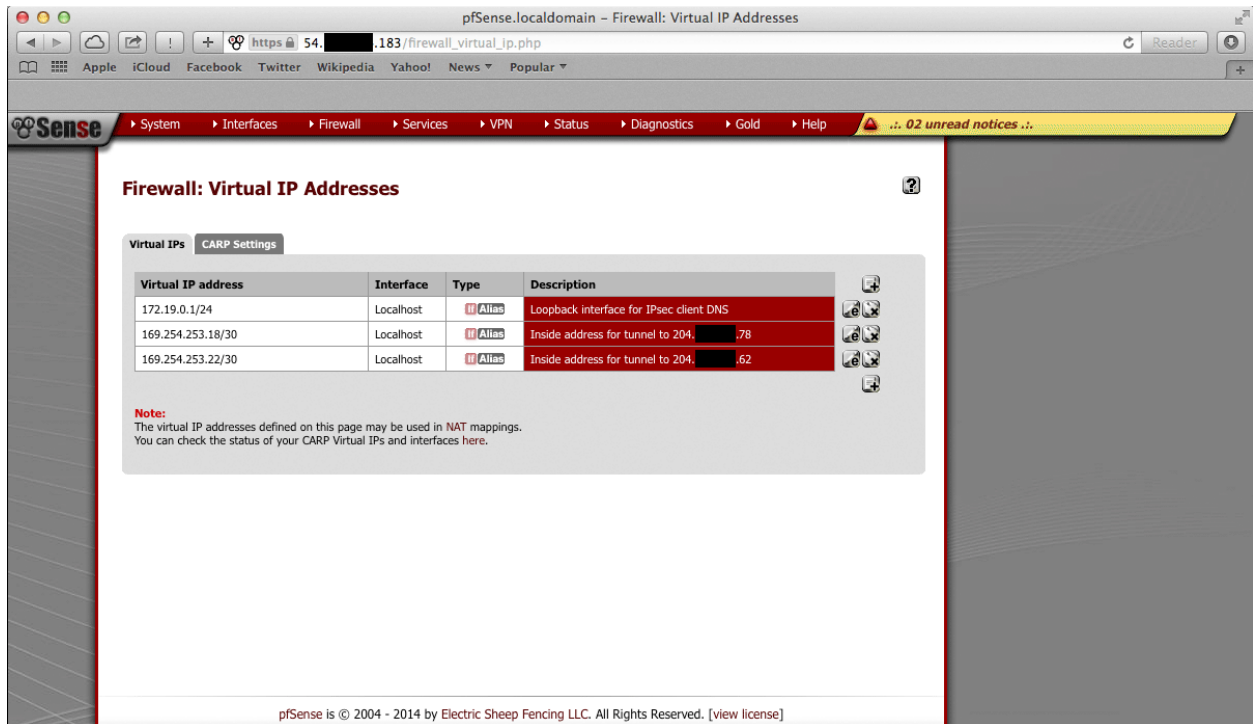 pfSense.localdomain – Firewall: Virtual IP Addresses
https 54. .183/firewall_virtual_ip.php Reader
Apple iCloud Facebook Twitter Wikipedia Yahoo! News Popular
Sense System Interfaces Firewall Services VPN Status Diagnostics Gold Help .:. 02 unread notices .:.
Firewall: Virtual IP Addresses ?
Virtual IPs CARP Settings
Virtual IP address Interface Type Description
172.19.0.1/24 Localhost If Alias Loopback interface for IPsec client DNS
169.254.253.18/30 Localhost If Alias Inside address for tunnel to 204. .78
169.254.253.22/30 Localhost If Alias Inside address for tunnel to 204. .62
Note:
The virtual IP addresses defined on this page may be used in NAT mappings.
You can check the status of your CARP Virtual IPs and interfaces here.
pfSense is © 2004 - 2014 by Electric Sheep Fencing LLC. All Rights Reserved. [view license]